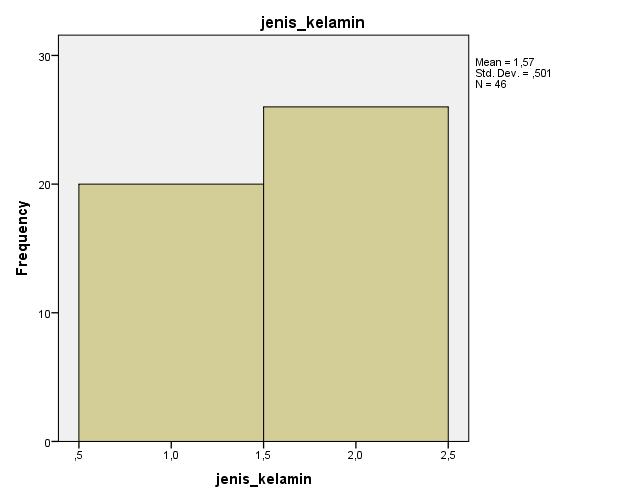 jenis_kelamin
Mean = 1,57
Std. Dev. = ,501
N = 46
Frequency
30
20
10
0
,5
1,0
1,5
2,0
2,5
jenis_kelamin